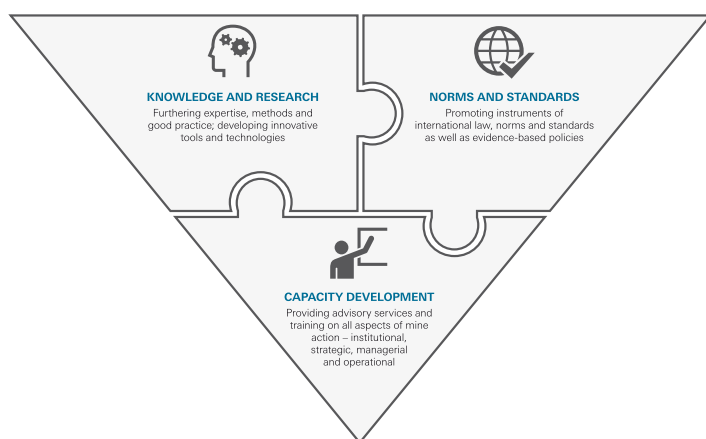 KNOWLEDGE AND RESEARCH
Furthering expertise, methods and
good practice; developing innovative
tools and technologies
NORMS AND STANDARDS
Promoting instruments of
international law, norms and standards
as well as evidence-based policies
CAPACITY DEVELOPMENT
Providing advisory services and
training on all aspects of mine
action – institutional,
strategic, managerial
and operational